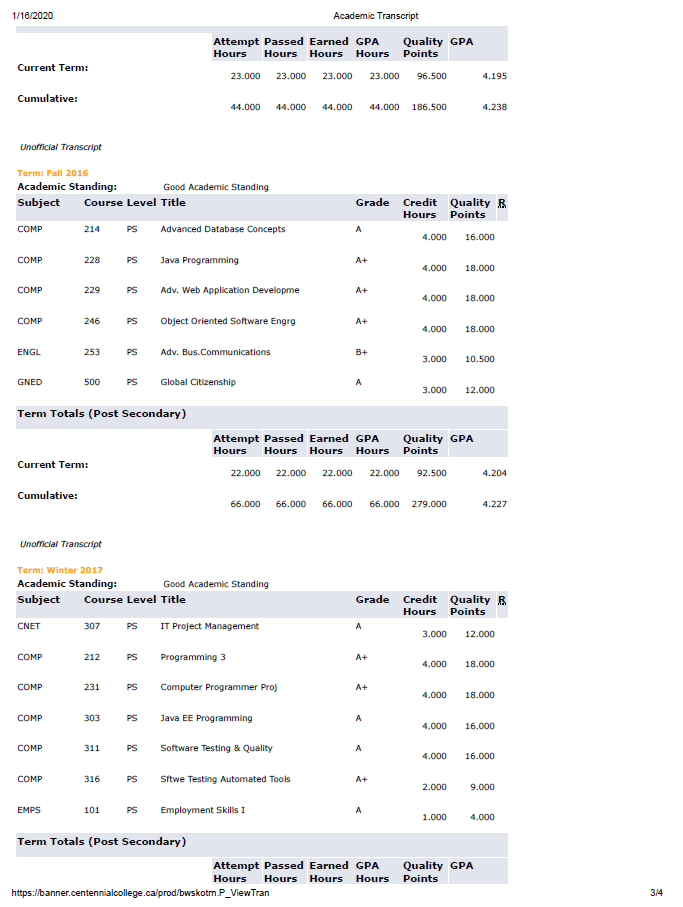 1/16/2020 Academic Transcript
Attempt Passed Earned GPA Quality GPA
Hours Hours Hours Hours Points
Current Term:
23.000 23.000 23.000 23.000 96.500 4.195
Cumulative:
44.000 44.000 44.000 44.000 186.500 4.238
Unofficial Transcript
Term: Fall 2016
Academic Standing: Good Academic Standing
Subject Course Level Title Grade Credit Quality R
Hours Points
COMP 214 PS Advanced Database Concepts A
4.000 16.000
COMP 228 PS Java Programming A+
4.000 18.000
COMP 229 PS Adv. Web Application Developme A+
4.000 18.000
COMP 246 PS Object Oriented Software Engrg A+
4.000 18.000
ENGL 253 PS Adv. Bus.Communications B+
3.000 10.500
GNED 500 PS Global Citizenship A
3.000 12.000
Term Totals (Post Secondary)
Attempt Passed Earned GPA Quality GPA
Hours Hours Hours Hours Points
Current Term:
22.000 22.000 22.000 22.000 92.500 4.204
Cumulative:
66.000 66.000 66.000 66.000 279.000 4.227
Unofficial Transcript
Term: Winter 2017
Academic Standing: Good Academic Standing
Subject Course Level Title Grade Credit Quality R
Hours Points
CNET 307 PS IT Project Management A
3.000 12.000
COMP 212 PS Programming 3 A+
4.000 18.000
COMP 231 PS Computer Programmer Proj A+
4.000 18.000
COMP 303 PS Java EE Programming A
4.000 16.000
COMP 311 PS Software Testing & Quality A
4.000 16.000
COMP 316 PS Sftwe Testing Automated Tools A+
2.000 9.000
EMPS 101 PS Employment Skills I A
1.000 4.000
Term Totals (Post Secondary)
Attempt Passed Earned GPA Quality GPA
Hours Hours Hours Hours Points
https://banner.centennialcollege.ca/prod/bwskotrn.P_ViewTran 3/4